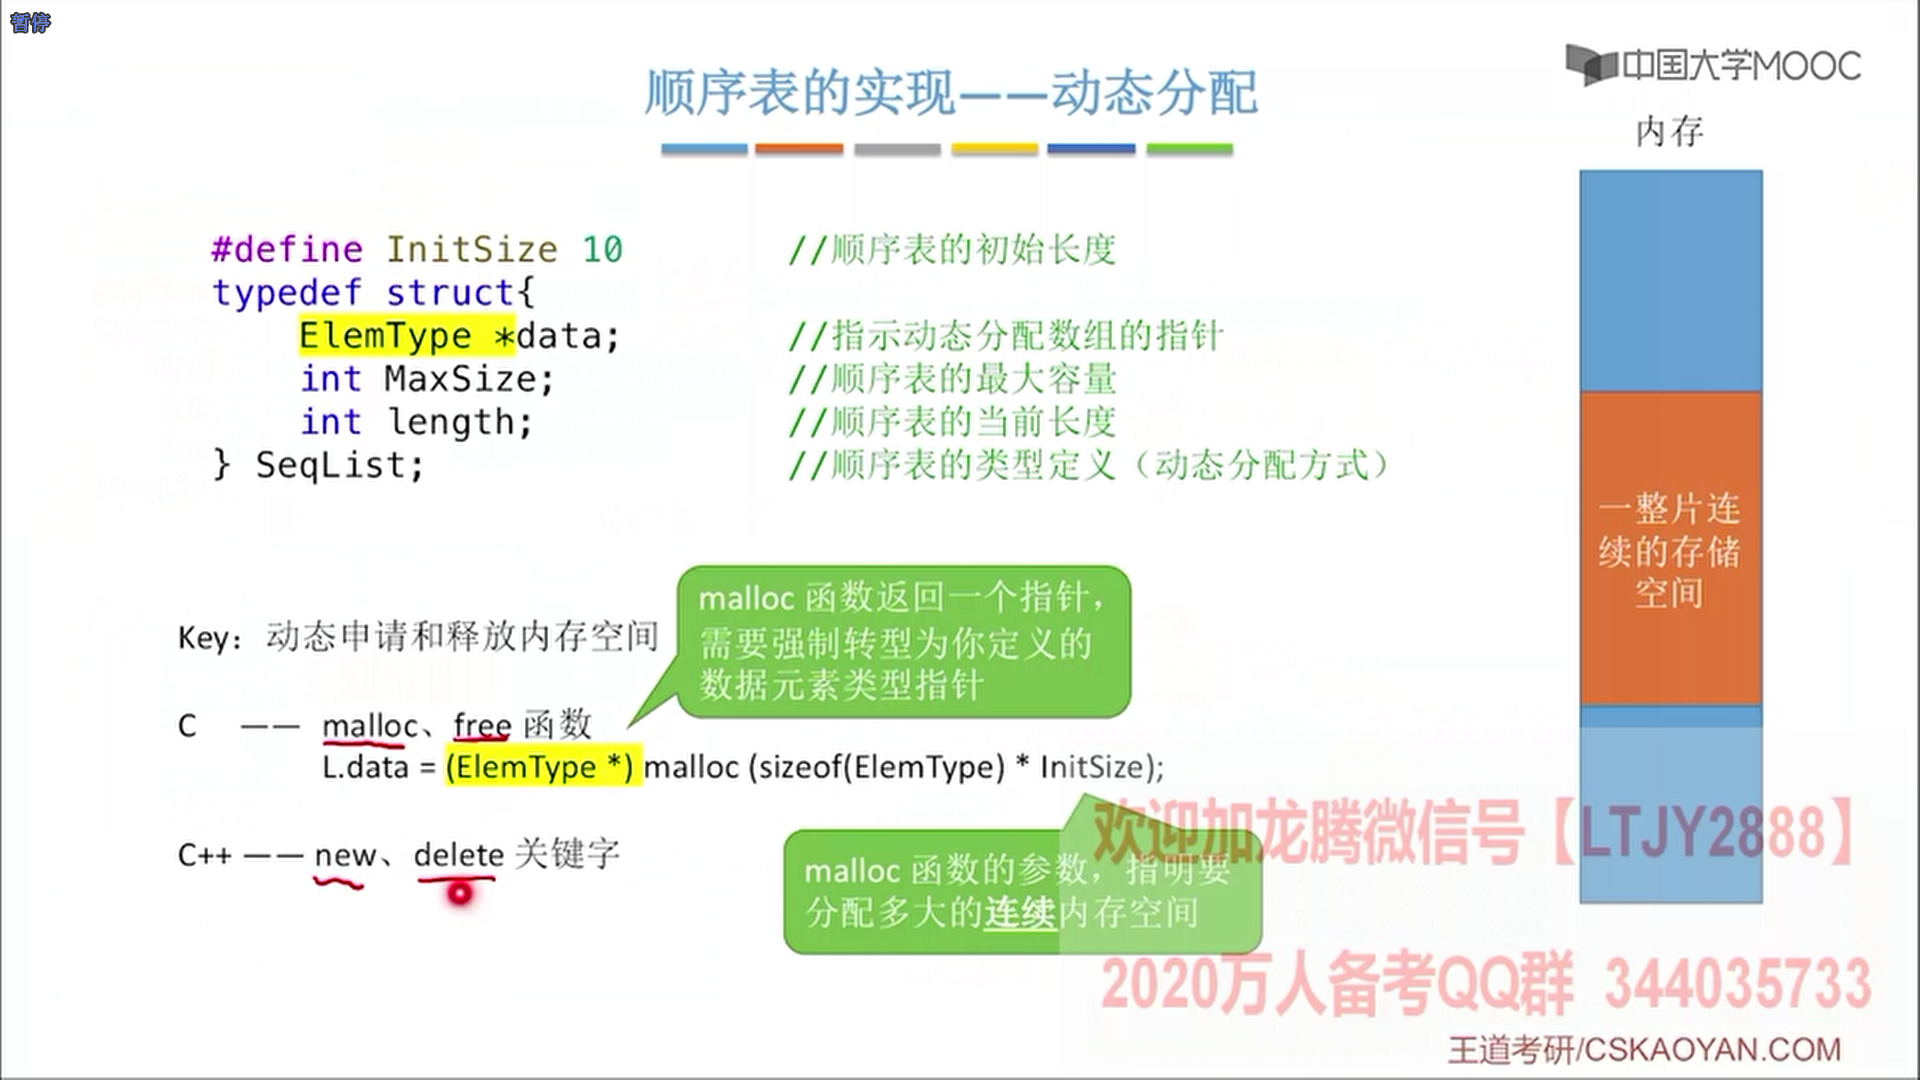 暂停
顺序表的实现——动态分配
中国大学MOOC
内存
#define InitSize 10 //顺序表的初始长度
typedef struct{
ElemType *data; //指示动态分配数组的指针
int MaxSize; //顺序表的最大容量
int length; //顺序表的当前长度
} SeqList; //顺序表的类型定义（动态分配方式）
一整片连
续的存储
空间
malloc 函数返回一个指针，
需要强制转型为你定义的
数据元素类型指针
Key：动态申请和释放内存空间
C —— malloc、free 函数
L.data = (ElemType *) malloc (sizeof(ElemType) * InitSize);
C++ —— new、delete 关键字
malloc 函数的参数，指明要
分配多大的连续内存空间
欢迎加龙腾微信号【LTJY2888】
2020万人备考QQ群 344035733
王道考研/CSKAOYAN.COM